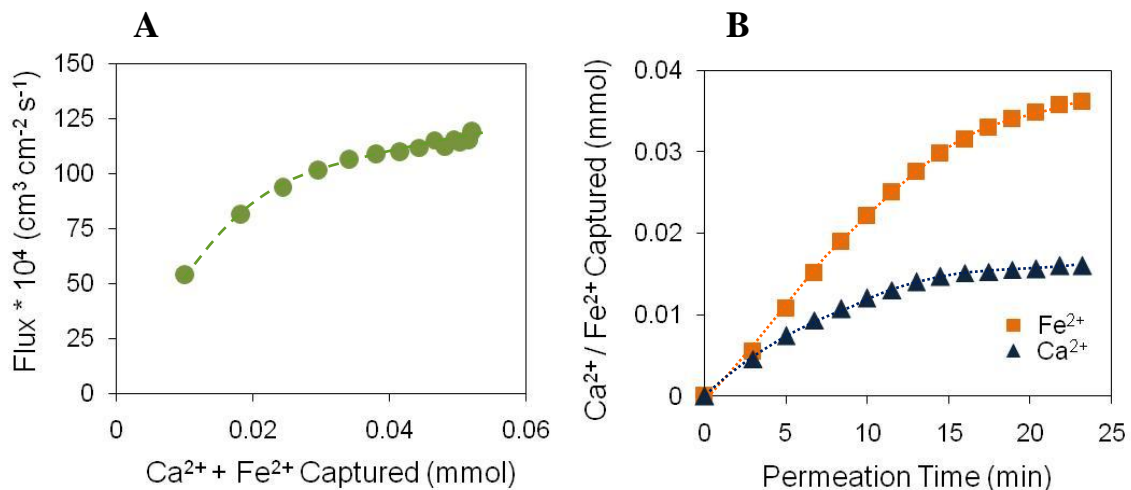 A
150
125
100
75
50
25
0
Flux * 10⁴ (cm³ cm⁻² s⁻¹)
0 0.02 0.04 0.06
Ca²⁺ + Fe²⁺ Captured (mmol)
B
0.04
0.03
0.02
0.01
0
Ca²⁺ / Fe²⁺ Captured (mmol)
Fe²⁺
Ca²⁺
0 5 10 15 20 25
Permeation Time (min)